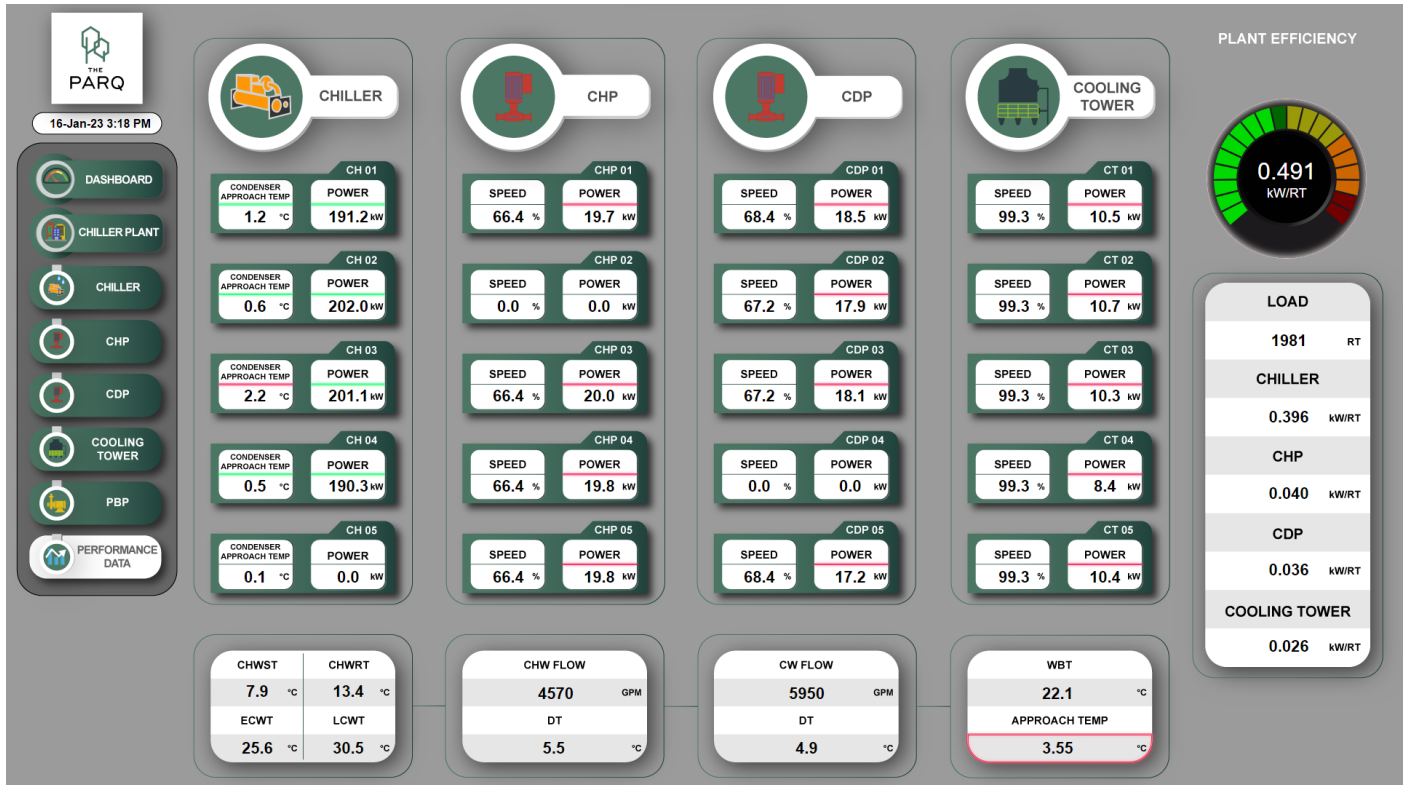 THE
PARQ
16-Jan-23 3:18 PM
DASHBOARD
CHILLER PLANT
CHILLER
CHP
CDP
COOLING
TOWER
PBP
PERFORMANCE
DATA
CHILLER
CH 01
CONDENSER
APPROACH TEMP
POWER
1.2 °C
191.2 kW
CH 02
CONDENSER
APPROACH TEMP
POWER
0.6 °C
202.0 kW
CH 03
CONDENSER
APPROACH TEMP
POWER
2.2 °C
201.1 kW
CH 04
CONDENSER
APPROACH TEMP
POWER
0.5 °C
190.3 kW
CH 05
CONDENSER
APPROACH TEMP
POWER
0.1 °C
0.0 kW
CHP
CHP 01
SPEED POWER
66.4 % 19.7 kW
CHP 02
SPEED POWER
0.0 % 0.0 kW
CHP 03
SPEED POWER
66.4 % 20.0 kW
CHP 04
SPEED POWER
66.4 % 19.8 kW
CHP 05
SPEED POWER
66.4 % 19.8 kW
CDP
CDP 01
SPEED POWER
68.4 % 18.5 kW
CDP 02
SPEED POWER
67.2 % 17.9 kW
CDP 03
SPEED POWER
67.2 % 18.1 kW
CDP 04
SPEED POWER
0.0 % 0.0 kW
CDP 05
SPEED POWER
68.4 % 17.2 kW
COOLING
TOWER
CT 01
SPEED POWER
99.3 % 10.5 kW
CT 02
SPEED POWER
99.3 % 10.7 kW
CT 03
SPEED POWER
99.3 % 10.3 kW
CT 04
SPEED POWER
99.3 % 8.4 kW
CT 05
SPEED POWER
99.3 % 10.4 kW
PLANT EFFICIENCY
0.491
kW/RT
LOAD
1981 RT
CHILLER
0.396 kW/RT
CHP
0.040 kW/RT
CDP
0.036 kW/RT
COOLING TOWER
0.026 kW/RT
CHWST CHWRT
7.9 °C 13.4 °C
ECWT LCWT
25.6 °C 30.5 °C
CHW FLOW
4570 GPM
DT
5.5 °C
CW FLOW
5950 GPM
DT
4.9 °C
WBT
22.1 °C
APPROACH TEMP
3.55 °C